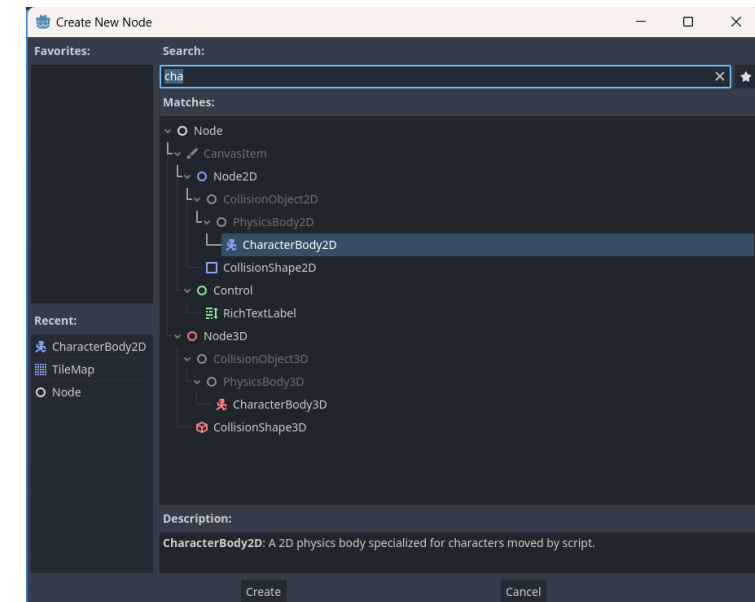 Create New Node
Favorites:
Search:
cha
Matches:
Node
CanvasItem
Node2D
CollisionObject2D
PhysicsBody2D
CharacterBody2D
CollisionShape2D
Control
RichTextLabel
Node3D
CollisionObject3D
PhysicsBody3D
CharacterBody3D
CollisionShape3D
Recent:
CharacterBody2D
TileMap
Node
Description:
CharacterBody2D: A 2D physics body specialized for characters moved by script.
Create Cancel